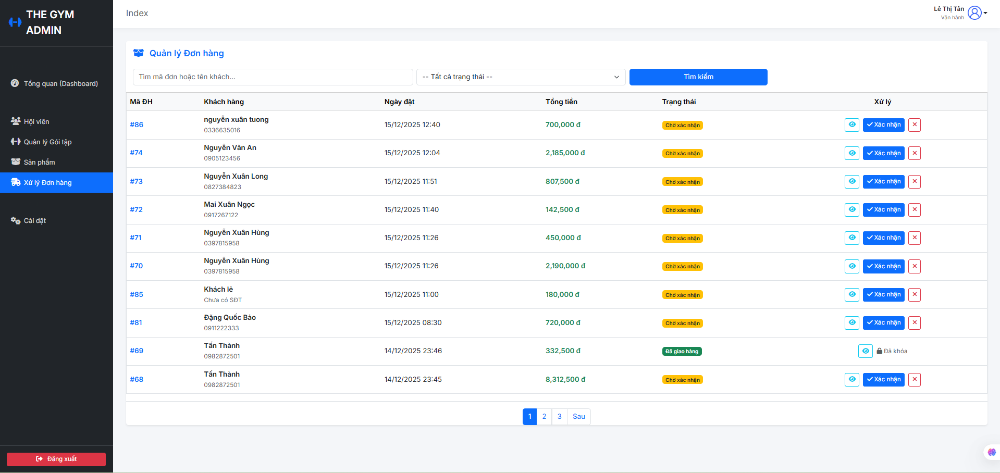 THE GYM
ADMIN
Index
Lê Thị Tân
Vận hành
Tổng quan (Dashboard)
Hội viên
Quản lý Gói tập
Sản phẩm
Xử lý Đơn hàng
Cài đặt
Đăng xuất
Quản lý Đơn hàng
Tìm mã đơn hoặc tên khách...
-- Tất cả trạng thái --
Tìm kiếm
Mã ĐH Khách hàng Ngày đặt Tổng tiền Trạng thái Xử lý
#86 nguyễn xuân tuong 15/12/2025 12:40 700,000 đ Chờ xác nhận Xác nhận
0336635016
#74 Nguyễn Văn An 15/12/2025 12:04 2,185,000 đ Chờ xác nhận Xác nhận
0905123456
#73 Nguyễn Xuân Long 15/12/2025 11:51 807,500 đ Chờ xác nhận Xác nhận
0827384823
#72 Mai Xuân Ngọc 15/12/2025 11:40 142,500 đ Chờ xác nhận Xác nhận
0917267122
#71 Nguyễn Xuân Hùng 15/12/2025 11:26 450,000 đ Chờ xác nhận Xác nhận
0397815958
#70 Nguyễn Xuân Hùng 15/12/2025 11:26 2,190,000 đ Chờ xác nhận Xác nhận
0397815958
#85 Khách lẻ 15/12/2025 11:00 180,000 đ Chờ xác nhận Xác nhận
Chưa có SĐT
#81 Đặng Quốc Bảo 15/12/2025 08:30 720,000 đ Chờ xác nhận Xác nhận
0911222333
#69 Tấn Thành 14/12/2025 23:46 332,500 đ Đã giao hàng Đã khóa
0982872501
#68 Tấn Thành 14/12/2025 23:45 8,312,500 đ Chờ xác nhận Xác nhận
0982872501
1 2 3 Sau